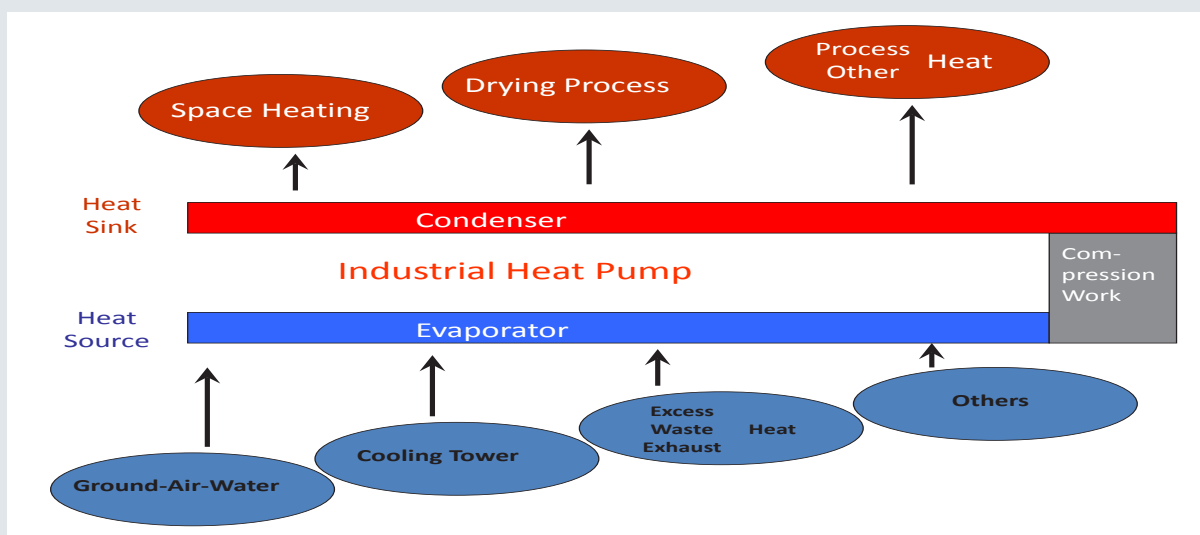 Space Heating
Drying Process
Process
Other
Heat
Heat
Sink
Condenser
Industrial Heat Pump
Com-
pression
Work
Heat
Source
Evaporator
Ground-Air-Water
Cooling Tower
Excess
Waste
Exhaust
Heat
Others